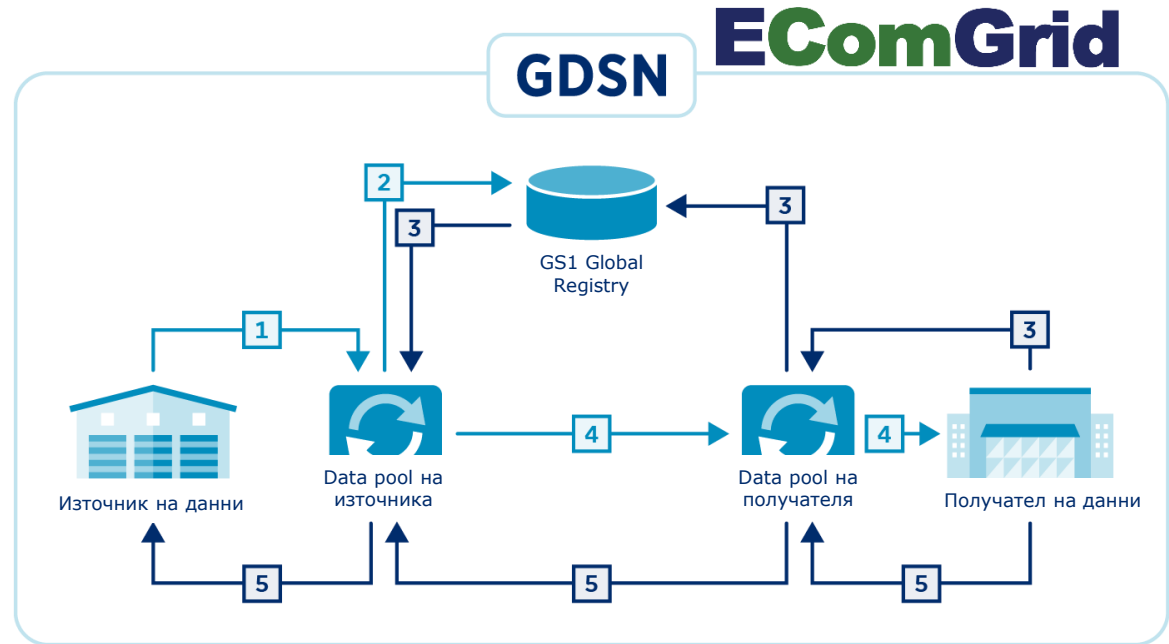 EComGrid
GDSN
2
3
3
GS1 Global
Registry
1
3
4
4
Data pool на
източника
Data pool на
получателя
Източник на данни
Получател на данни
5
5
5